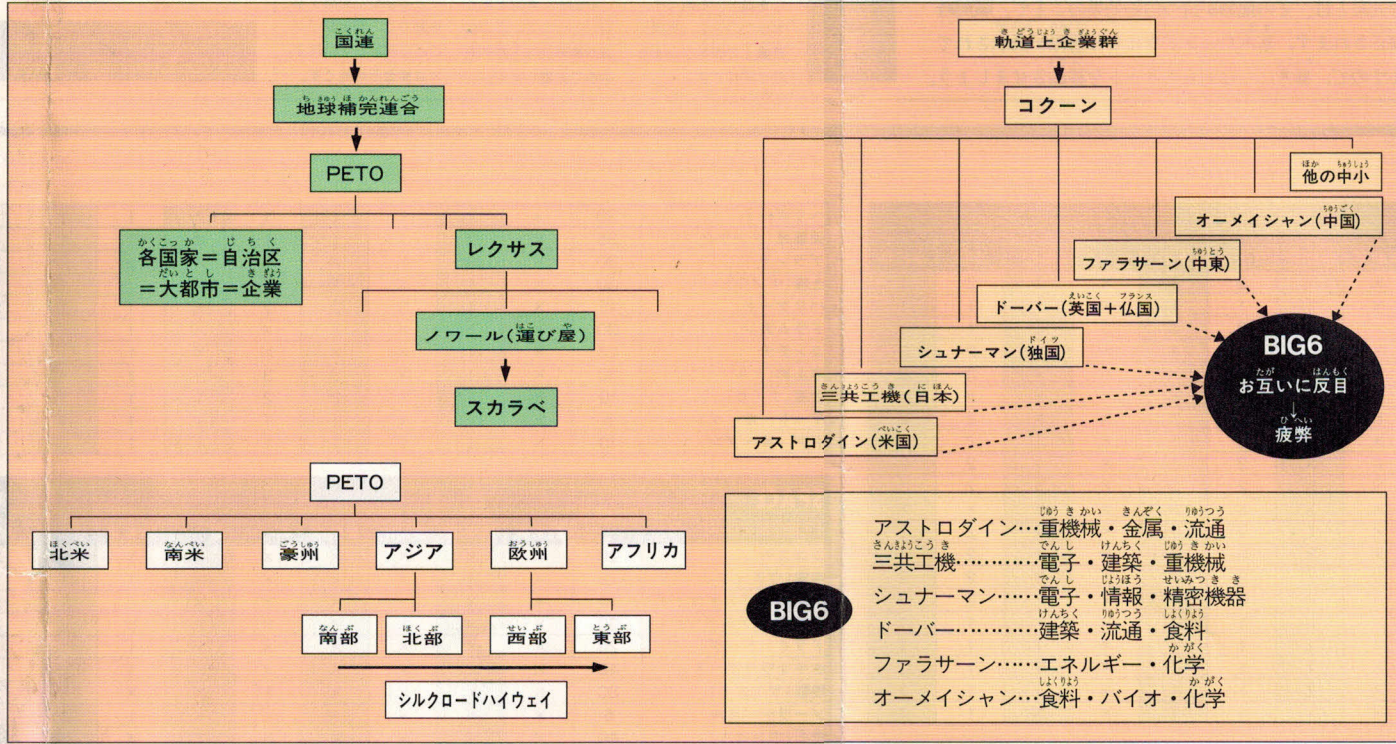 国連
地球補完連合
PETO
各国家＝自治区
＝大都市＝企業
レクサス
ノワール(運び屋)
スカラベ
軌道上企業群
コクーン
他の中小
オーメイシャン(中国)
ファラサーン(中東)
ドーバー(英国＋仏国)
シュナーマン(独国)
三共工機(日本)
アストロダイン(米国)
BIG6
お互いに反目
↓
疲弊
PETO
北米
南米
豪州
アジア
欧州
アフリカ
南部
北部
西部
東部
シルクロードハイウェイ
BIG6
アストロダイン…重機械・金属・流通
三共工機…………電子・建築・重機械
シュナーマン……電子・情報・精密機器
ドーバー…………建築・流通・食料
ファラサーン……エネルギー・化学
オーメイシャン…食料・バイオ・化学